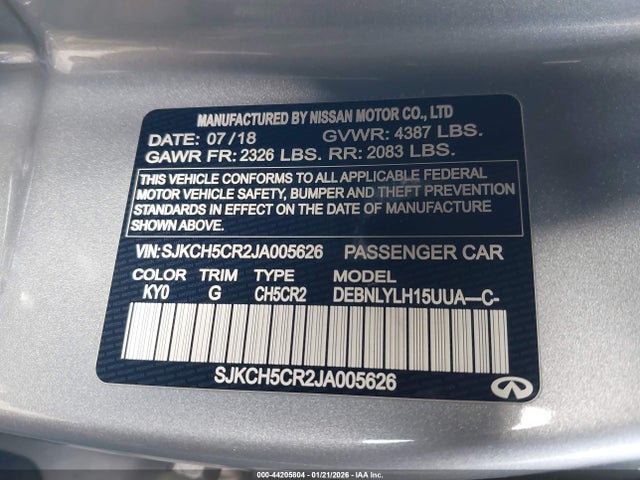 MANUFACTURED BY NISSAN MOTOR CO., LTD
DATE: 07/18 GVWR: 4387 LBS.
GAWR FR: 2326 LBS. RR: 2083 LBS.
THIS VEHICLE CONFORMS TO ALL APPLICABLE FEDERAL
MOTOR VEHICLE SAFETY, BUMPER AND THEFT PREVENTION
STANDARDS IN EFFECT ON THE DATE OF MANUFACTURE
SHOWN ABOVE.
VIN: SJKCH5CR2JA005626 PASSENGER CAR
COLOR TRIM TYPE MODEL
KY0 G CH5CR2 DEBNLYLH15UUA—C-
SJKCH5CR2JA005626
000-44205804 | 01/21/2026 - IAA Inc.